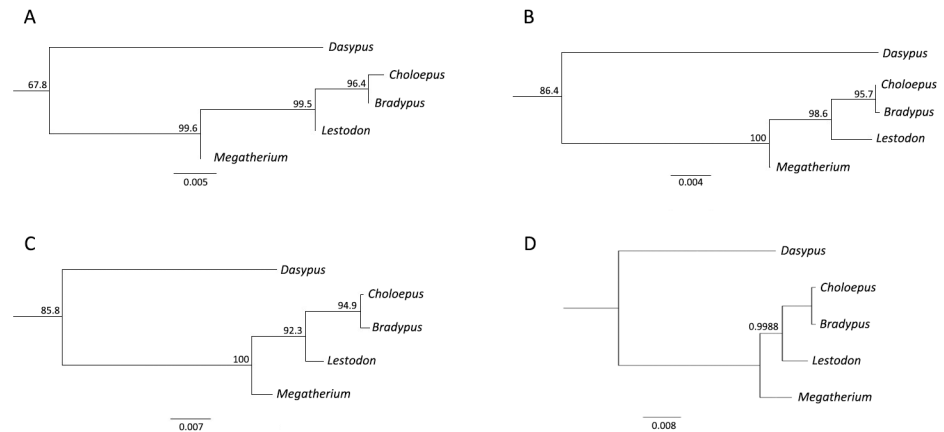 A
Dasypus
Choloepus
96.4
67.8
Bradypus
99.5
Lestodon
99.6
Megatherium
0.005
B
Dasypus
Choloepus
95.7
86.4
Bradypus
98.6
Lestodon
100
Megatherium
0.004
C
Dasypus
Choloepus
94.9
85.8
Bradypus
92.3
Lestodon
100
Megatherium
0.007
D
Dasypus
Choloepus
Bradypus
0.9988
Lestodon
Megatherium
0.008